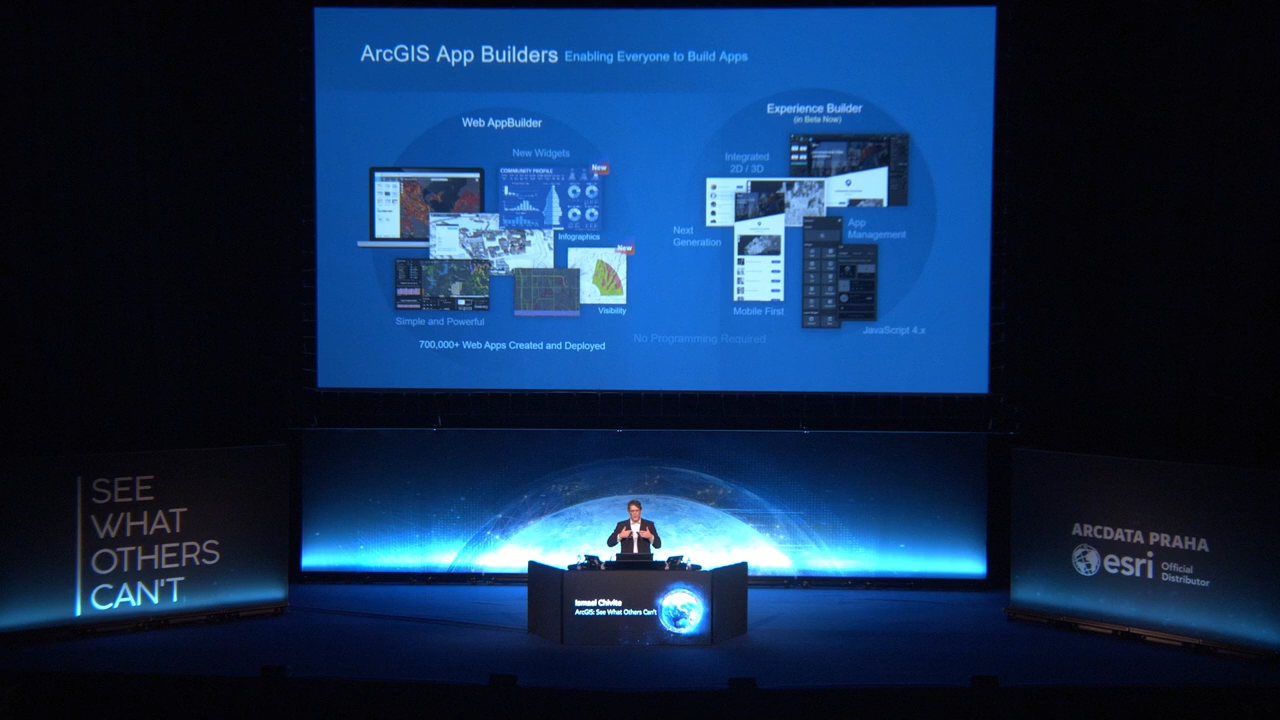 ArcGIS App Builders Enabling Everyone to Build Apps
Web AppBuilder
New Widgets
New
COMMUNITY PROFILE
Infographics
New
Simple and Powerful
Visibility
700,000+ Web Apps Created and Deployed
No Programming Required
Experience Builder
(in Beta Now)
Integrated
2D / 3D
Next
Generation
App
Management
Mobile First
JavaScript 4.x
SEE
WHAT
OTHERS
CAN'T
Ismael Chivite
ArcGIS: See What Others Can't
ARCDATA PRAHA
esri Official
Distributor